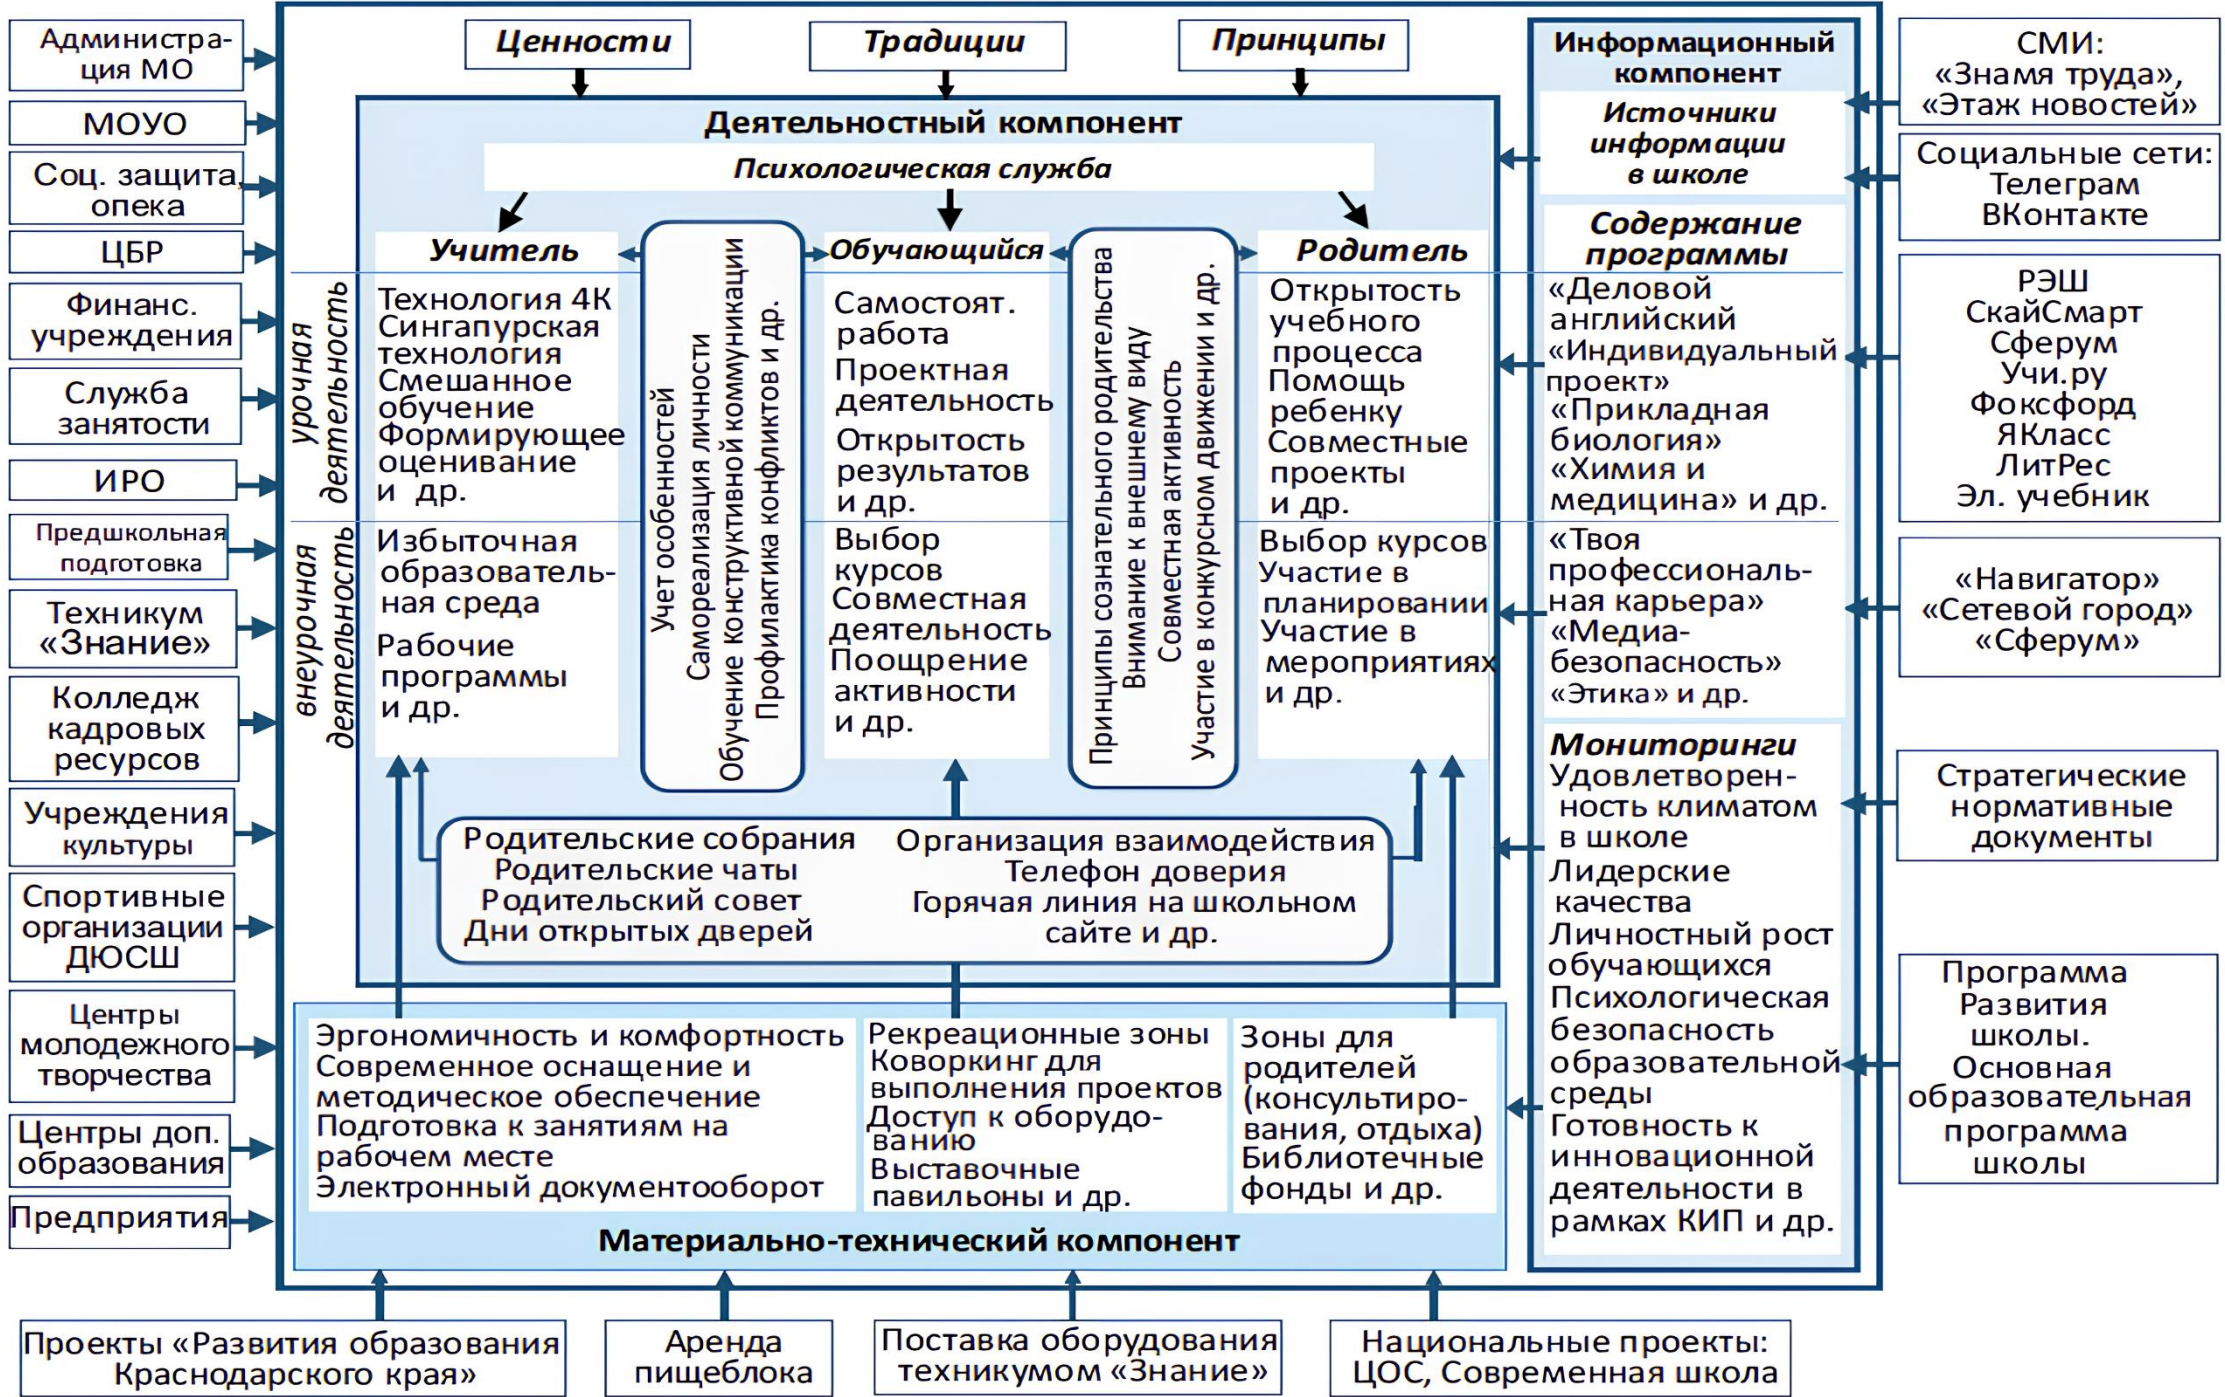 Администра-
ция МО
МОУО
Соц. защита,
опека
ЦБР
Финанс.
учреждения
Служба
занятости
ИРО
Предшкольная
подготовка
Техникум
«Знание»
Колледж
кадровых
ресурсов
Учреждения
культуры
Спортивные
организации
ДЮСШ
Центры
молодежного
творчества
Центры доп.
образования
Предприятия
Ценности
Традиции
Принципы
Деятельностный компонент
Психологическая служба
урочная
деятельность
внеурочная
деятельность
Учитель
Технология 4К
Сингапурская
технология
Смешанное
обучение
Формирующее
оценивание
и др.
Избыточная
образователь-
ная среда
Рабочие
программы
и др.
Учет особенностей
Самореализация личности
Обучение Конструктивной коммуникации
Профилактика конфликтов и др.
Обучающийся
Самостоят.
работа
Проектная
деятельность
Открытость
результатов
и др.
Выбор
курсов
Совместная
деятельность
Поощрение
активности
и др.
Принципы сознательного родительства
Внимание к внешнему виду
Совместная активность
Участие в конкурсном движении и др.
Родитель
Открытость
учебного
процесса
Помощь
ребенку
Совместные
проекты
и др.
Выбор курсов
Участие в
планировании
Участие в
мероприятиях
и др.
Родительские собрания
Родительские чаты
Родительский совет
Дни открытых дверей
Организация взаимодействия
Телефон доверия
Горячая линия на школьном
сайте и др.
Эргономичность и комфортность
Современное оснащение и
методическое обеспечение
Подготовка к занятиям на
рабочем месте
Электронный документооборот
Рекреационные зоны
Коворкинг для
выполнения проектов
Доступ к оборудо-
ванию
Выставочные
павильоны и др.
Зоны для
родителей
(консультиро-
вания, отдыха)
Библиотечные
фонды и др.
Материально-технический компонент
Информационный
компонент
Источники
информации
в школе
Содержание
программы
«Деловой
английский
«Индивидуальный
проект»
«Прикладная
биология»
«Химия и
медицина» и др.
«Твоя
профессиональ-
ная карьера»
«Медиа-
безопасность»
«Этика» и др.
Мониторинги
Удовлетворен-
ность климатом
в школе
Лидерские
качества
Личностный рост
обучающихся
Психологическая
безопасность
образовательной
среды
Готовность к
инновационной
деятельности в
рамках КИП и др.
СМИ:
«Знамя труда»,
«Этаж новостей»
Социальные сети:
Телеграм
ВКонтакте
РЭШ
СкайСмарт
Сферум
Учи.ру
Фоксфорд
ЯКласс
ЛитРес
Эл. учебник
«Навигатор»
«Сетевой город»
«Сферум»
Стратегические
нормативные
документы
Программа
Развития
школы.
Основная
образовательная
программа
школы
Проекты «Развития образования
Краснодарского края»
Аренда
пищеблока
Поставка оборудования
техникумом «Знание»
Национальные проекты:
ЦОС, Современная школа